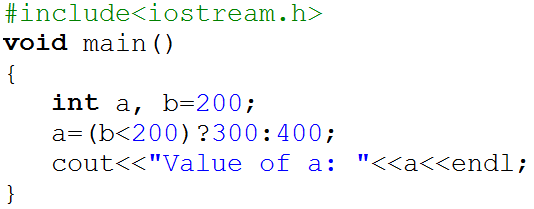 #include<iostream.h>
void main()
{
int a, b=200;
a=(b<200)?300:400;
cout<<"Value of a: "<<a<<endl;
}